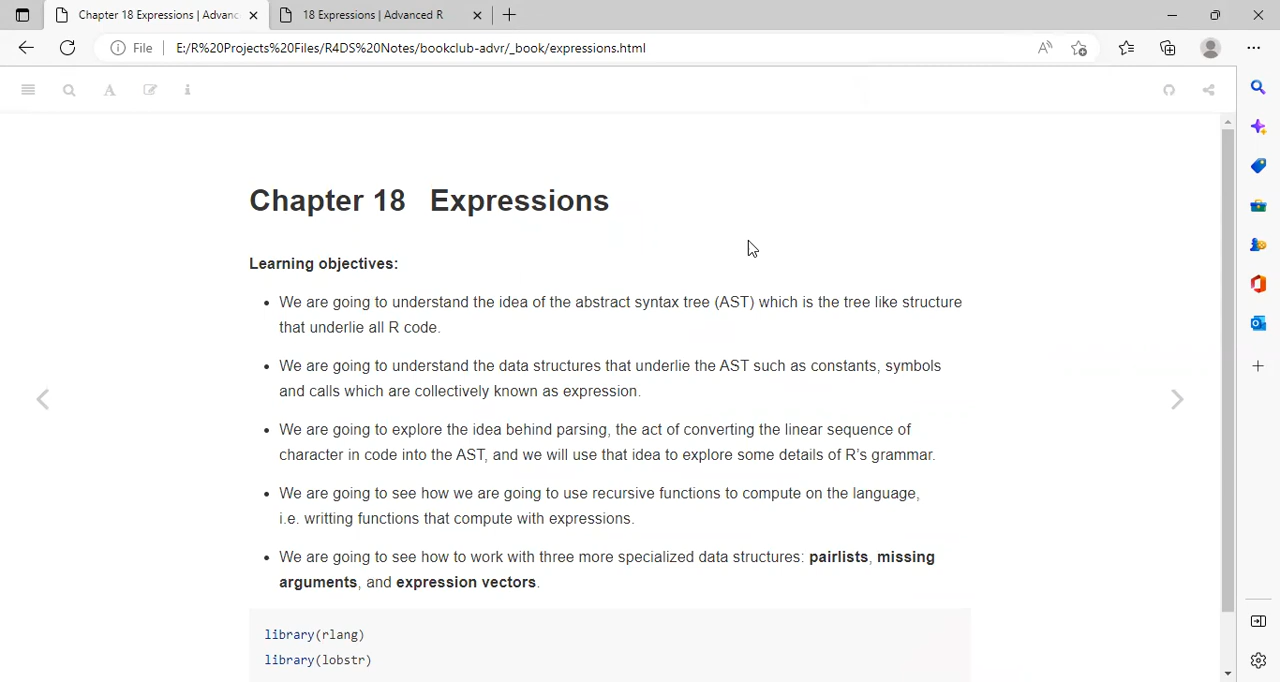 Chapter 18 Expressions | Advanc
18 Expressions | Advanced R
File
E:/R%20Projects%20Files/R4DS%20Notes/bookclub-advr/_book/expressions.html
Chapter 18 Expressions
Learning objectives:
• We are going to understand the idea of the abstract syntax tree (AST) which is the tree like structure
that underlie all R code.
• We are going to understand the data structures that underlie the AST such as constants, symbols
and calls which are collectively known as expression.
• We are going to explore the idea behind parsing, the act of converting the linear sequence of
character in code into the AST, and we will use that idea to explore some details of R's grammar.
• We are going to see how we are going to use recursive functions to compute on the language,
i.e. writting functions that compute with expressions.
• We are going to see how to work with three more specialized data structures: pairlists, missing
arguments, and expression vectors.
library(rlang)
library(lobstr)